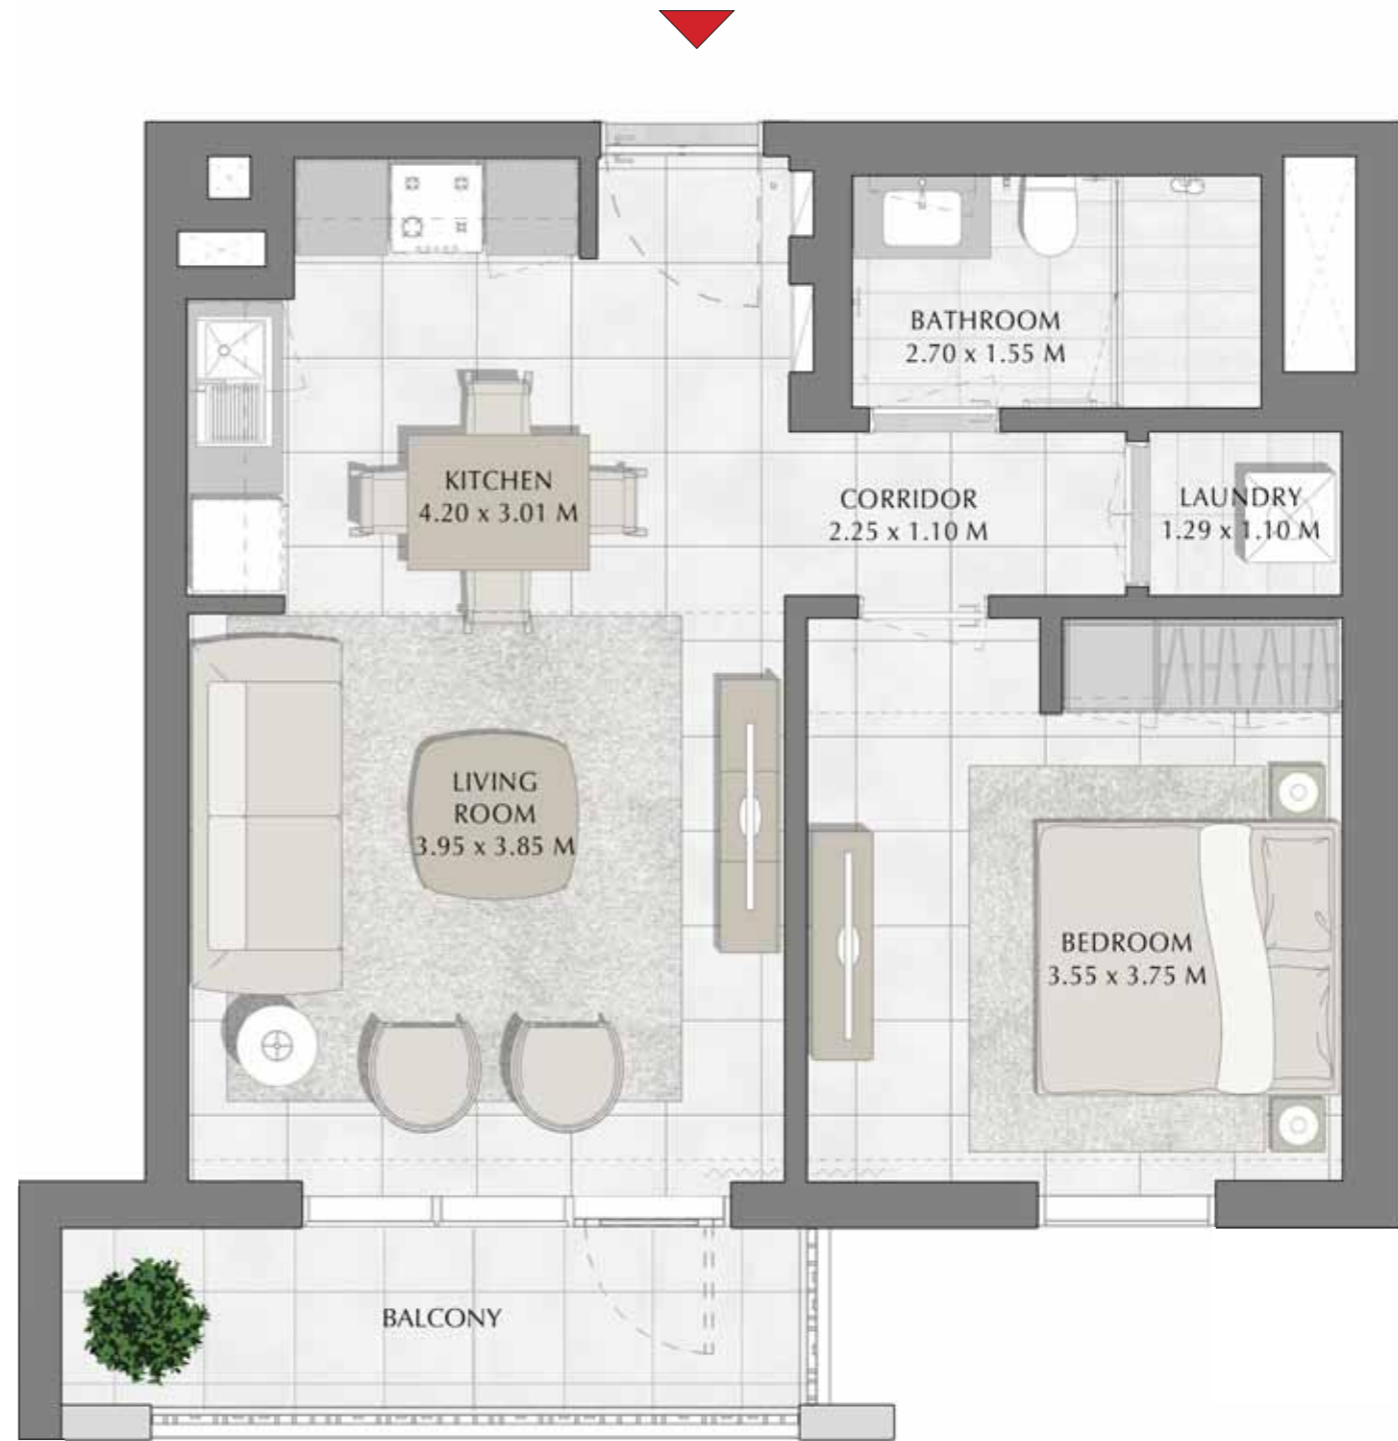 BATHROOM
2.70 x 1.55 M
KITCHEN
4.20 x 3.01 M
CORRIDOR
2.25 x 1.10 M
LAUNDRY
1.29 x 1.10 M
LIVING
ROOM
3.95 x 3.85 M
BEDROOM
3.55 x 3.75 M
BALCONY